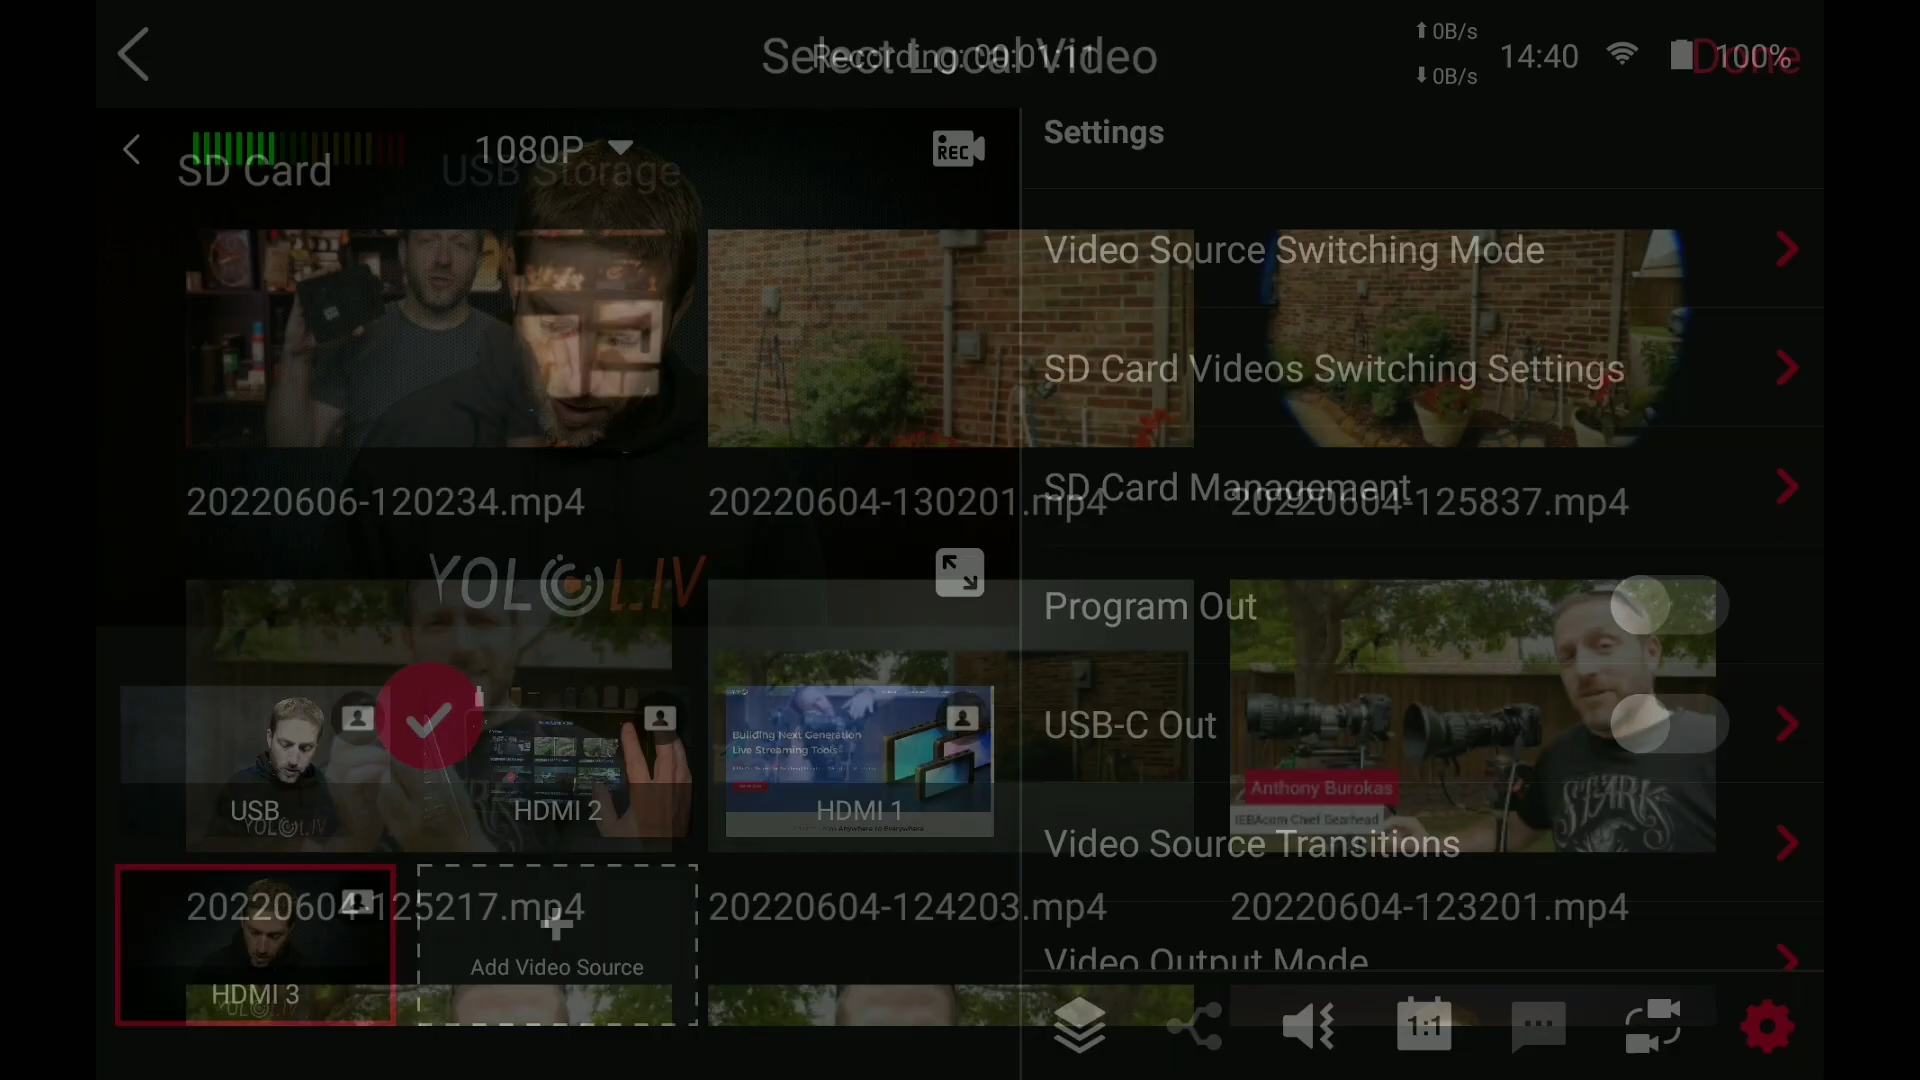 Select Local Video
Recording: 00:01:11
0B/s
0B/s
14:40
100%
Done
1080P
REC
SD Card
USB Storage
Settings
Video Source Switching Mode
SD Card Videos Switching Settings
SD Card Management
20220606-120234.mp4
20220604-130201.mp4
20220604-125837.mp4
YOLOLIV
Program Out
USB-C Out
Building Next Generation
Live Streaming Tools
Anthony Burokas
IEBAcom Chief Gearhead
STARK
USB
YOLOLIV
HDMI 2
HDMI 1
Video Source Transitions
20220604-125217.mp4
20220604-124203.mp4
20220604-123201.mp4
Add Video Source
Video Output Mode
HDMI 3
1:1